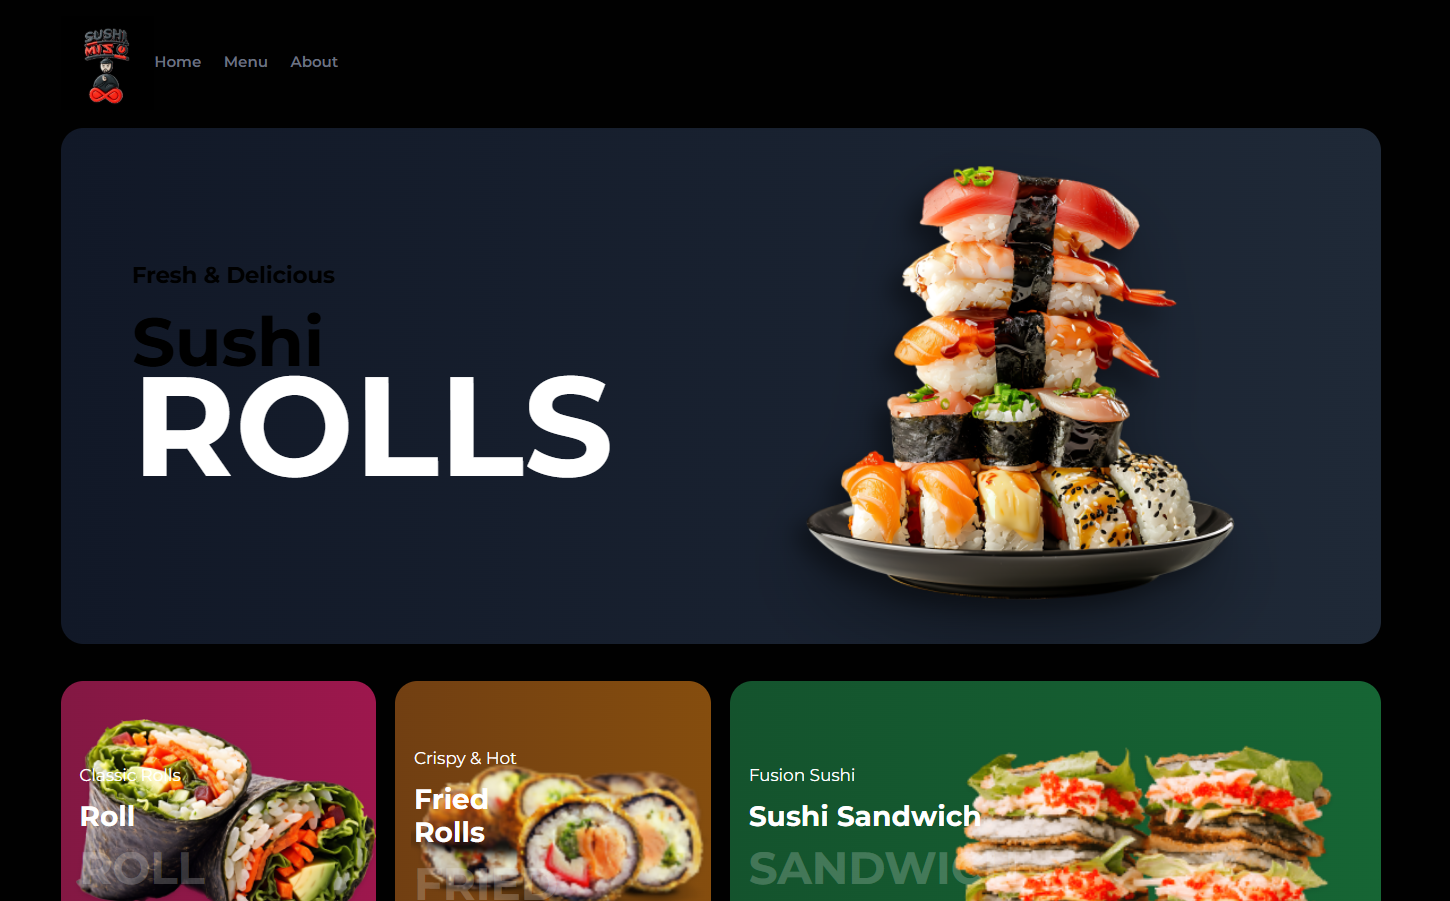 SUSHI
MISO
Home Menu About
Fresh & Delicious
Sushi
ROLLS
Classic Rolls
Roll
ROLL
Crispy & Hot
Fried
Rolls
FRIED
Fusion Sushi
Sushi Sandwich
SANDWICH